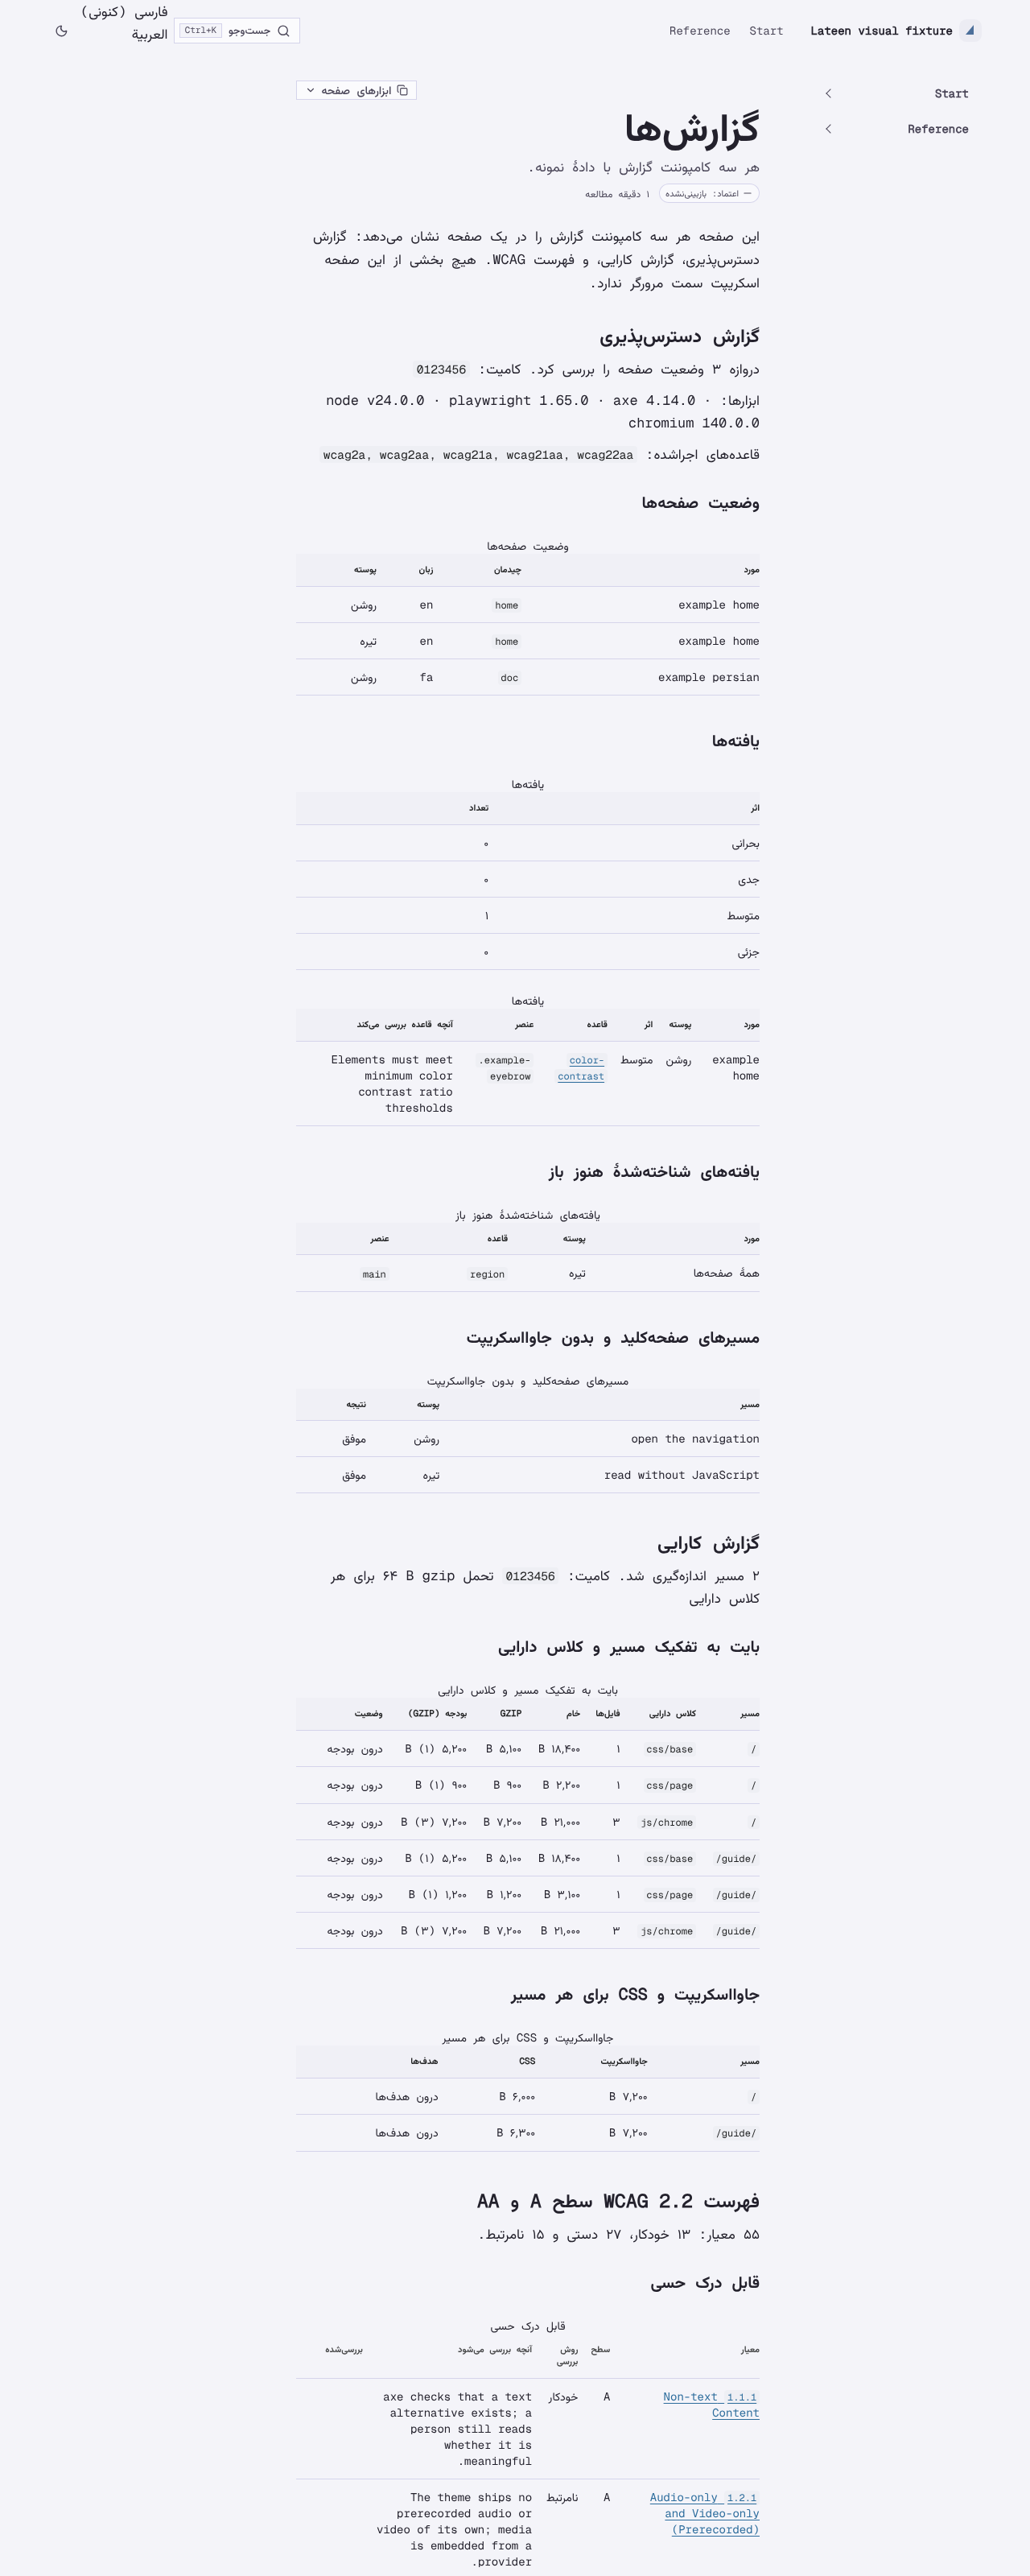 Lateen visual fixture
Start
Reference
جست‌وجو Ctrl+K
فارسی (کنونی)
العربية
Start
Reference
ابزارهای صفحه
گزارش‌ها
هر سه کامپوننت گزارش با دادهٔ نمونه.
— اعتماد: بازبینی‌نشده
۱ دقیقه مطالعه
این صفحه هر سه کامپوننت گزارش را در یک صفحه نشان می‌دهد: گزارش
دسترس‌پذیری، گزارش کارایی، و فهرست WCAG. هیچ بخشی از این صفحه
اسکریپت سمت مرورگر ندارد.
گزارش دسترس‌پذیری
دروازه ۳ وضعیت صفحه را بررسی کرد. کامیت: 0123456
ابزارها: node v24.0.0 · playwright 1.65.0 · axe 4.14.0 ·
chromium 140.0.0
قاعده‌های اجراشده: wcag2a, wcag2aa, wcag21a, wcag21aa, wcag22aa
وضعیت صفحه‌ها
وضعیت صفحه‌ها
مورد چیدمان زبان پوسته
example home home en روشن
example home home en تیره
example persian doc fa روشن
یافته‌ها
یافته‌ها
اثر تعداد
بحرانی ۰
جدی ۰
متوسط ۱
جزئی ۰
یافته‌ها
مورد پوسته اثر قاعده عنصر آنچه قاعده بررسی می‌کند
example home روشن متوسط color-contrast .example-eyebrow Elements must meet
minimum color
contrast ratio
thresholds
یافته‌های شناخته‌شدهٔ هنوز باز
یافته‌های شناخته‌شدهٔ هنوز باز
مورد پوسته قاعده عنصر
همهٔ صفحه‌ها تیره region main
مسیرهای صفحه‌کلید و بدون جاوااسکریپت
مسیرهای صفحه‌کلید و بدون جاوااسکریپت
مسیر پوسته نتیجه
open the navigation روشن موفق
read without JavaScript تیره موفق
گزارش کارایی
۲ مسیر اندازه‌گیری شد. کامیت: 0123456 تحمل ۶۴ B gzip برای هر
کلاس دارایی
بایت به تفکیک مسیر و کلاس دارایی
بایت به تفکیک مسیر و کلاس دارایی
مسیر کلاس دارایی فایل‌ها خام GZIP بودجه (GZIP) وضعیت
/ css/base ۱ ۱۸٬۴۰۰ B ۵٬۱۰۰ B ۵٬۲۰۰ B (۱) درون بودجه
/ css/page ۱ ۲٬۲۰۰ B ۹۰۰ B ۹۰۰ B (۱) درون بودجه
/ js/chrome ۳ ۲۱٬۰۰۰ B ۷٬۲۰۰ B ۷٬۲۰۰ B (۳) درون بودجه
/guide/ css/base ۱ ۱۸٬۴۰۰ B ۵٬۱۰۰ B ۵٬۲۰۰ B (۱) درون بودجه
/guide/ css/page ۱ ۳٬۱۰۰ B ۱٬۲۰۰ B ۱٬۲۰۰ B (۱) درون بودجه
/guide/ js/chrome ۳ ۲۱٬۰۰۰ B ۷٬۲۰۰ B ۷٬۲۰۰ B (۳) درون بودجه
جاوااسکریپت و CSS برای هر مسیر
جاوااسکریپت و CSS برای هر مسیر
مسیر جاوااسکریپت CSS هدف‌ها
/ ۷٬۲۰۰ B ۶٬۰۰۰ B درون هدف‌ها
/guide/ ۷٬۲۰۰ B ۶٬۳۰۰ B درون هدف‌ها
فهرست WCAG 2.2 سطح A و AA
۵۵ معیار: ۱۳ خودکار، ۲۷ دستی و ۱۵ نامرتبط.
قابل درک حسی
قابل درک حسی
معیار سطح روش بررسی آنچه بررسی می‌شود بررسی‌شده
1.1.1 Non-text Content A خودکار axe checks that a text
alternative exists; a
person still reads
whether it is
meaningful.
1.2.1 Audio-only and Video-only (Prerecorded) A نامرتبط The theme ships no
prerecorded audio or
video of its own; media
is embedded from a
provider.